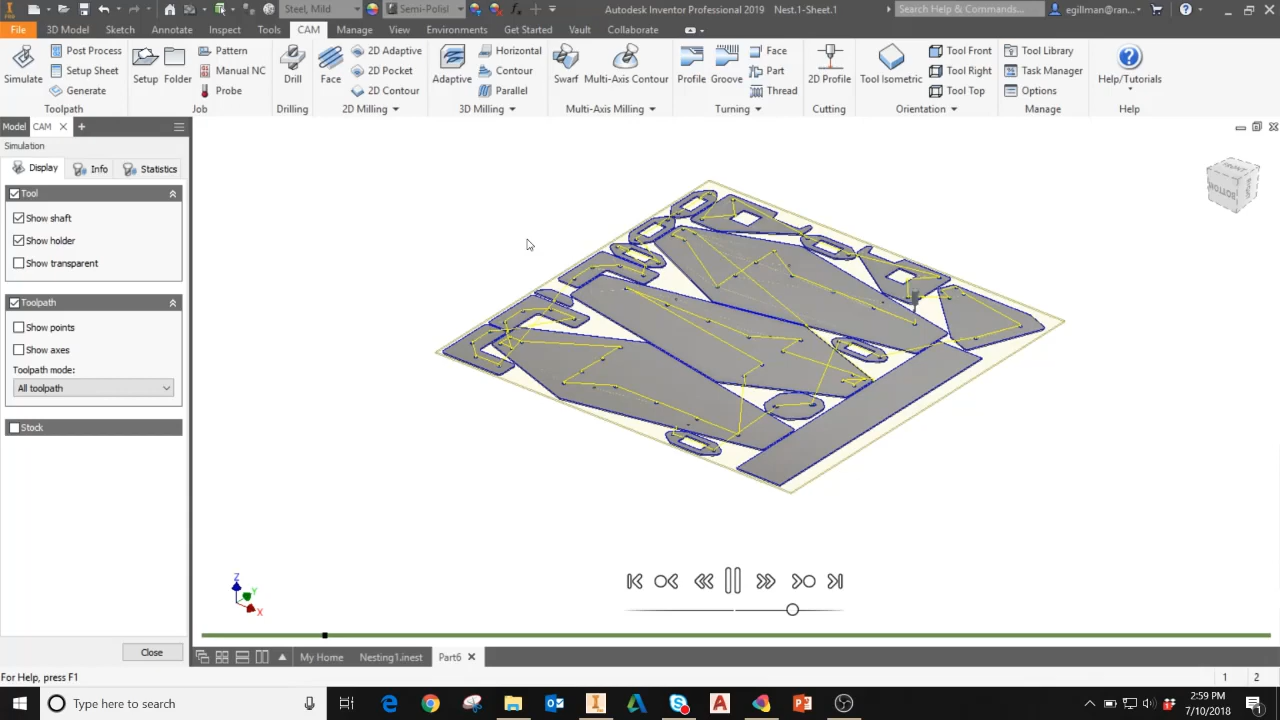 Steel, Mild
Semi-Polisl
Autodesk Inventor Professional 2019 Nest.1-Sheet.1
Search Help & Commands...
egillman@ran...
File
3D Model
Sketch
Annotate
Inspect
Tools
CAM
Manage
View
Environments
Get Started
Vault
Collaborate
Simulate
Post Process
Setup Sheet
Generate
Toolpath
Setup
Folder
Pattern
Manual NC
Probe
Job
Drill
Drilling
Face
2D Adaptive
2D Pocket
2D Contour
2D Milling
Adaptive
Horizontal
Contour
Parallel
3D Milling
Swarf
Multi-Axis Contour
Multi-Axis Milling
Profile
Groove
Face
Part
Thread
Turning
2D Profile
Cutting
Tool Isometric
Tool Front
Tool Right
Tool Top
Orientation
Tool Library
Task Manager
Options
Manage
Help/Tutorials
Help
Model
CAM
Simulation
Display
Info
Statistics
Tool
Show shaft
Show holder
Show transparent
Toolpath
Show points
Show axes
Toolpath mode:
All toolpath
Stock
Close
FRONT
BOTTOM
Z
Y
X
My Home
Nesting1.inest
Part6
For Help, press F1
1
2
Type here to search
2:59 PM
7/10/2018